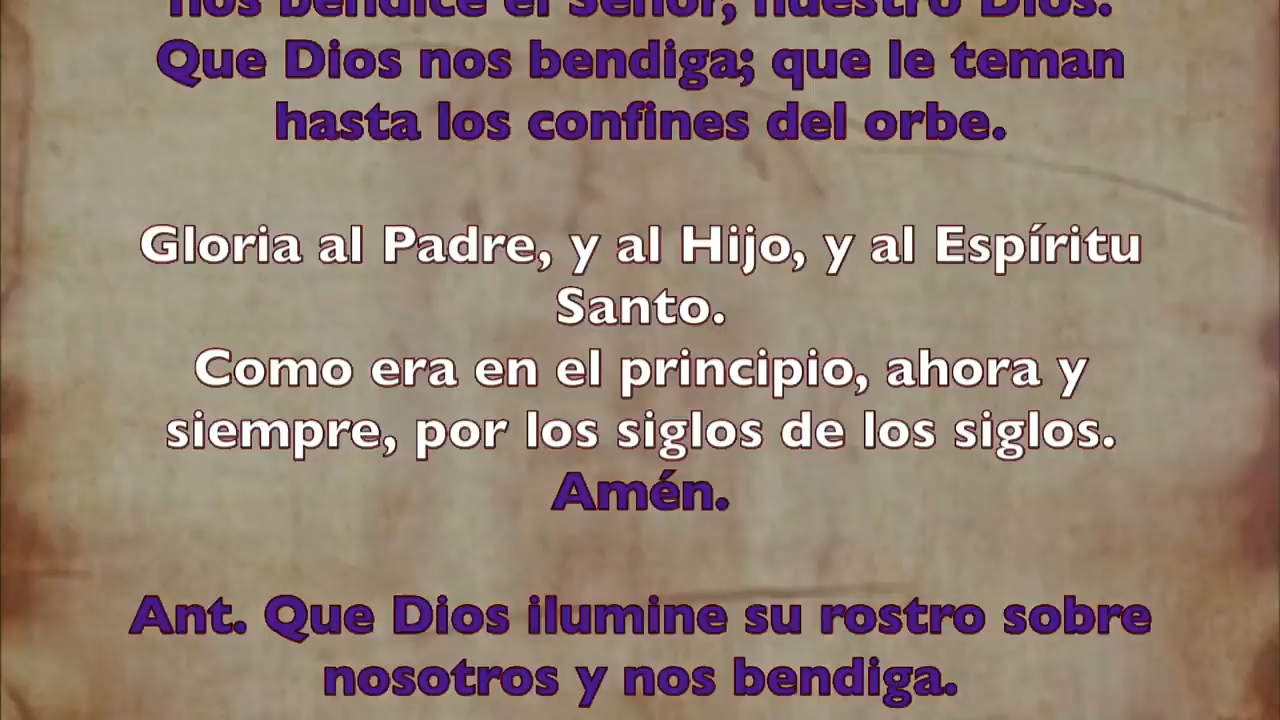 nos bendice el Señor, nuestro Dios.
Que Dios nos bendiga; que le teman
hasta los confines del orbe.
Gloria al Padre, y al Hijo, y al Espíritu
Santo.
Como era en el principio, ahora y
siempre, por los siglos de los siglos.
Amén.
Ant. Que Dios ilumine su rostro sobre
nosotros y nos bendiga.